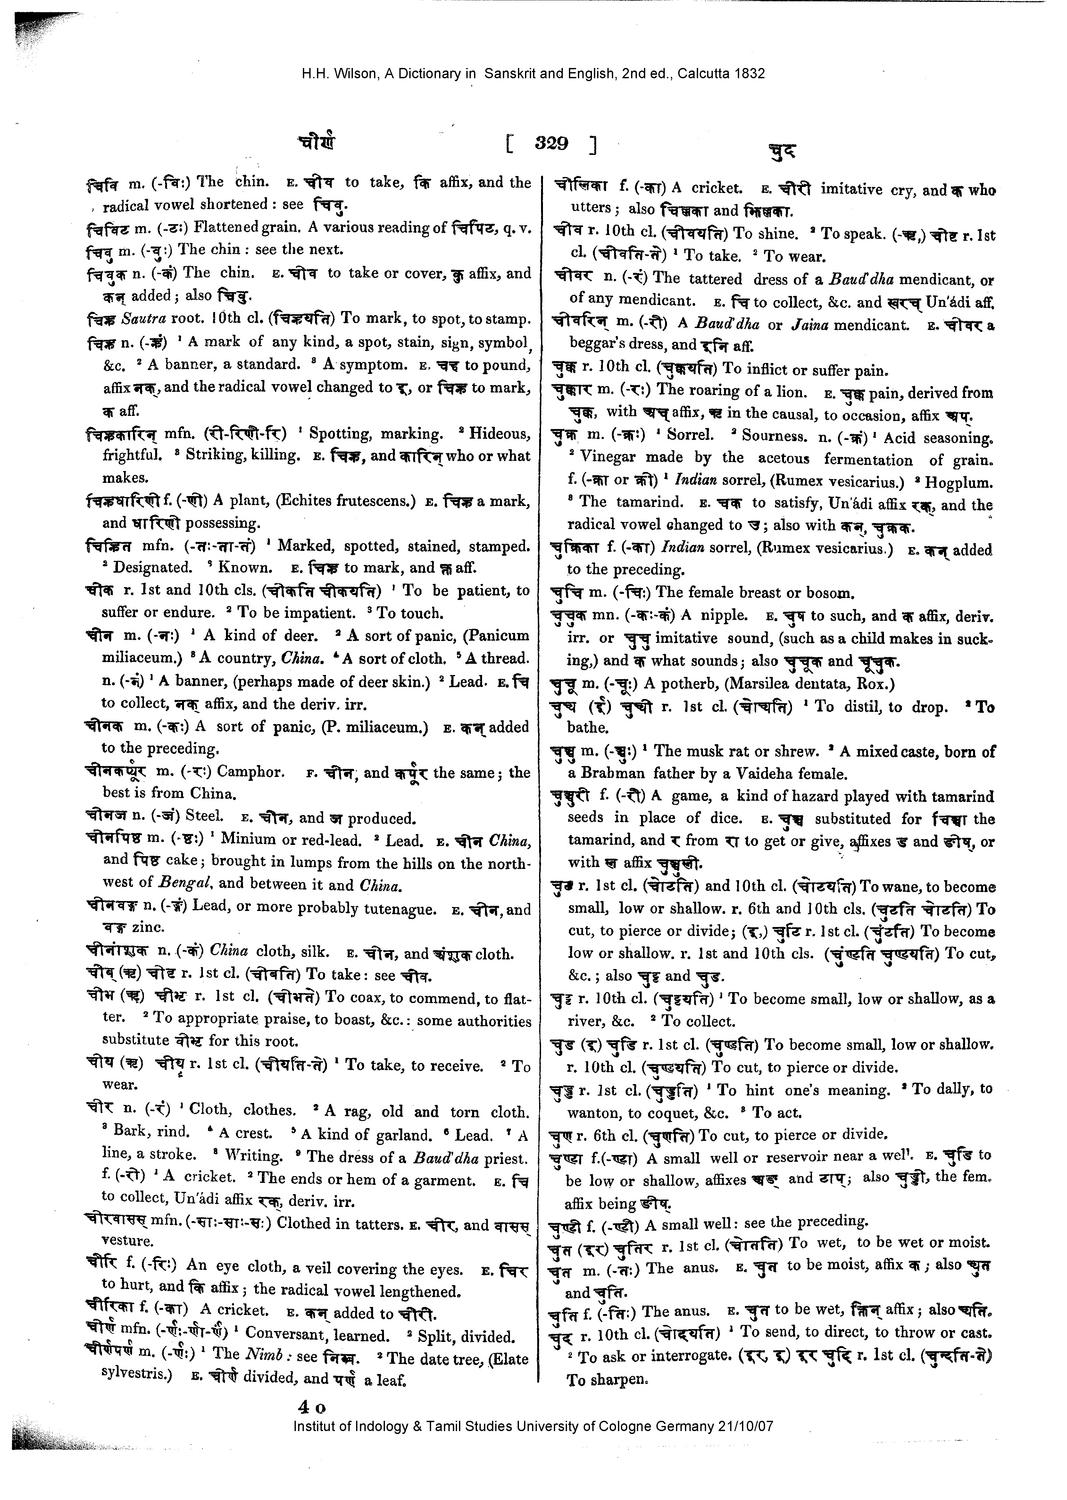 H.H. Wilson, A Dictionary in Sanskrit and English, 2nd ed., Calcutta 1832
चीर्ण [ 329 ] चुद
चिवि m. (-विः) The chin. E. चीव to take, कि affix, and the
radical vowel shortened : see चिवु.
चिविट m. (-टः) Flattened grain. A various reading of चिपिट, q. v.
चिवु m. (-वुः) The chin : see the next.
चिवुक n. (-कं) The chin. E. चीव to take or cover, कु affix, and
कन् added ; also चिवु.
चिह्न Sautra root. 10th cl. (चिह्नयति) To mark, to spot, to stamp.
चिह्न n. (-ह्नं) ¹ A mark of any kind, a spot, stain, sign, symbol,
&c. ² A banner, a standard. ³ A symptom. E. चह to pound,
affix नक्, and the radical vowel changed to इ, or चिह्न to mark,
क aff.
चिह्नकारिन् mfn. (री-रिणी-रि) ¹ Spotting, marking. ² Hideous,
frightful. ³ Striking, killing. E. चिह्न, and कारिन् who or what
makes.
चिह्नधारिणी f. (-णी) A plant, (Echites frutescens.) E. चिह्न a mark,
and धारिणी possessing.
चिह्नित mfn. (-तः-ता-तं) ¹ Marked, spotted, stained, stamped.
² Designated. ³ Known. E. चिह्न to mark, and क्त aff.
चीक r. 1st and 10th cls. (चीकति चीकयति) ¹ To be patient, to
suffer or endure. ² To be impatient. ³ To touch.
चीन m. (-नः) ¹ A kind of deer. ² A sort of panic, (Panicum
miliaceum.) ³ A country, China. ⁴ A sort of cloth. ⁵ A thread.
n. (-नं) ¹ A banner, (perhaps made of deer skin.) ² Lead. E. चि
to collect, नक् affix, and the deriv. irr.
चीनक m. (-कः) A sort of panic, (P. miliaceum.) E. कन् added
to the preceding.
चीनकर्पूर m. (-रः) Camphor. F. चीन, and कर्पूर the same ; the
best is from China.
चीनज n. (-जं) Steel. E. चीन, and ज produced.
चीनपिष्ट m. (-ष्टः) ¹ Minium or red-lead. ² Lead. E. चीन China,
and पिष्ट cake ; brought in lumps from the hills on the north-
west of Bengal, and between it and China.
चीनवङ्ग n. (-ङ्गं) Lead, or more probably tutenague. E. चीन, and
वङ्ग zinc.
चीनांशुक n. (-कं) China cloth, silk. E. चीन, and अंशुक cloth.
चीब् (ऋ) चीबृ r. 1st cl. (चीबति) To take : see चीव.
चीभ (ऋ) चीभृ r. 1st cl. (चीभते) To coax, to commend, to flat-
ter. ² To appropriate praise, to boast, &c. : some authorities
substitute वीभृ for this root.
चीय (ऋ) चीयृ r. 1st cl. (चीयति-ते) ¹ To take, to receive. ² To
wear.
चीर n. (-रं) ¹ Cloth, clothes. ² A rag, old and torn cloth.
³ Bark, rind. ⁴ A crest. ⁵ A kind of garland. ⁶ Lead. ⁷ A
line, a stroke. ⁸ Writing. ⁹ The dress of a Baud'dha priest.
f. (-री) ¹ A cricket. ² The ends or hem of a garment. E. चि
to collect, Un'ádi affix रक्, deriv. irr.
चीरवासस् mfn. (-साः-साः-सः) Clothed in tatters. E. चीर, and वासस्
vesture.
चीरि f. (-रिः) An eye cloth, a veil covering the eyes. E. चिर
to hurt, and कि affix ; the radical vowel lengthened.
चीरिका f. (-का) A cricket. E. कन् added to चीरी.
चीर्ण mfn. (-र्णः-र्णा-र्णं) ¹ Conversant, learned. ² Split, divided.
चीर्णपर्ण m. (-र्णः) ¹ The Nimb : see निम्ब. ² The date tree, (Elate
sylvestris.) E. चीर्ण divided, and पर्ण a leaf.
4 o
चीलिका f. (-का) A cricket. E. चीरी imitative cry, and क who
utters ; also चिल्लका and झिल्लका.
चीव r. 10th cl. (चीवयति) To shine. ² To speak. (-ऋ,) चीवृ r. 1st
cl. (चीवति-ते) ¹ To take. ² To wear.
चीवर n. (-रं) The tattered dress of a Baud'dha mendicant, or
of any mendicant. E. चि to collect, &c. and ष्वरच् Un'ádi aff.
चीवरिन् m. (-री) A Baud'dha or Jaina mendicant. E. चीवर a
beggar's dress, and इनि aff.
चुक्क r. 10th cl. (चुक्कयति) To inflict or suffer pain.
चुक्कार m. (-रः) The roaring of a lion. E. चुक्क pain, derived from
चुक्क, with अच् affix, ऋ in the causal, to occasion, affix अण्.
चुक्र m. (-क्रः) ¹ Sorrel. ² Sourness. n. (-क्रं) ¹ Acid seasoning.
² Vinegar made by the acetous fermentation of grain.
f. (-क्रा or क्री) ¹ Indian sorrel, (Rumex vesicarius.) ² Hogplum.
³ The tamarind. E. चक to satisfy, Un'ádi affix रक्, and the
radical vowel changed to उ ; also with कन्, चुक्रक.
चुक्रिका f. (-का) Indian sorrel, (Rumex vesicarius.) E. कन् added
to the preceding.
चुचि m. (-चिः) The female breast or bosom.
चुचुक mn. (-कः-कं) A nipple. E. चुष to such, and क affix, deriv.
irr. or चुचु imitative sound, (such as a child makes in suck-
ing,) and क what sounds ; also चुचूक and चूचुक.
चुचू m. (-चूः) A potherb, (Marsilea dentata, Rox.)
चुच्य (ई) चुच्यी r. 1st cl. (चोच्यति) ¹ To distil, to drop. ² To
bathe.
चुञ्चु m. (-ञ्चुः) ¹ The musk rat or shrew. ² A mixed caste, born of
a Brahman father by a Vaideha female.
चुञ्चुरी f. (-री) A game, a kind of hazard played with tamarind
seeds in place of dice. E. चुञ्चु substituted for चिञ्चा the
tamarind, and र from रा to get or give, affixes ड and ङीष्, or
with ल affix चुञ्चुली.
चुट r. 1st cl. (चोटति) and 10th cl. (चोटयति) To wane, to become
small, low or shallow. r. 6th and 10th cls. (चुटति चोटति) To
cut, to pierce or divide ; (इ,) चुटि r. 1st cl. (चुंटति) To become
low or shallow. r. 1st and 10th cls. (चुंण्टति चुण्टयति) To cut,
&c. ; also चुट्ट and चुड.
चुट्ट r. 10th cl. (चुट्टयति) ¹ To become small, low or shallow, as a
river, &c. ² To collect.
चुड (इ) चुडि r. 1st cl. (चुण्डति) To become small, low or shallow.
r. 10th cl. (चुण्डयति) To cut, to pierce or divide.
चुड्ड r. 1st cl. (चुड्डति) ¹ To hint one's meaning. ² To dally, to
wanton, to coquet, &c. ³ To act.
चुण r. 6th cl. (चुणति) To cut, to pierce or divide.
चुण्डा f.(-ण्डा) A small well or reservoir near a well. E. चुडि to
be low or shallow, affixes अङ् and टाप् ; also चुड्डी, the fem.
affix being ङीष्.
चुण्डी f. (-ण्डी) A small well : see the preceding.
चुत (इर) चुतिर r. 1st cl. (चोतति) To wet, to be wet or moist.
चुत m. (-तः) The anus. E. चुत to be moist, affix क ; also च्युत
and चुति.
चुति f. (-तिः) The anus. E. चुत to be wet, क्तिन् affix ; also च्युति.
चुद r. 10th cl. (चोदयति) ¹ To send, to direct, to throw or cast.
² To ask or interrogate. (इर, इ) इर चुदि r. 1st cl. (चुन्दति-ते)
To sharpen.
Institut of Indology & Tamil Studies University of Cologne Germany 21/10/07